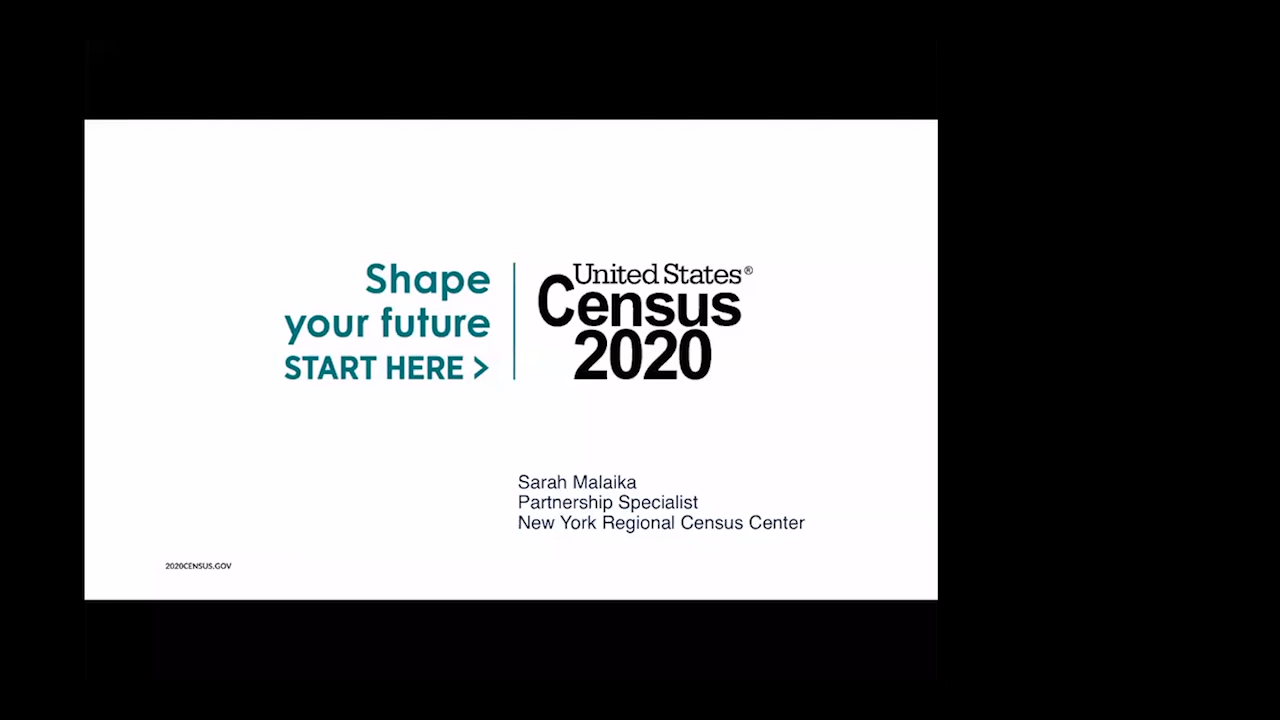 Shape
your future
START HERE >
United States®
Census
2020
Sarah Malaika
Partnership Specialist
New York Regional Census Center
2020CENSUS.GOV